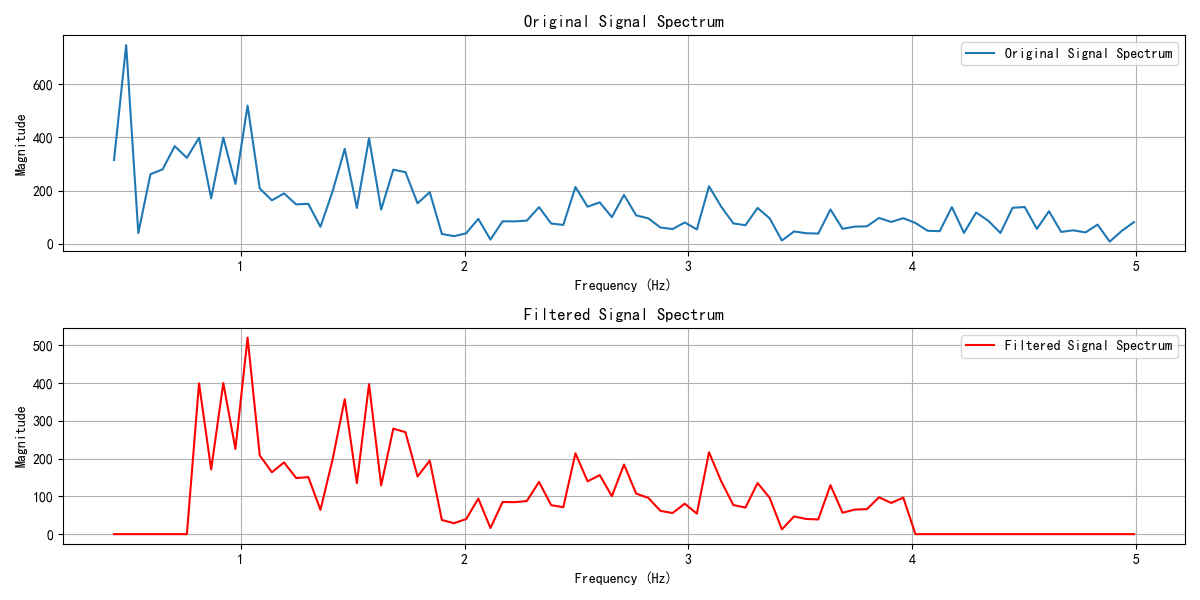 Original Signal Spectrum
Original Signal Spectrum
Magnitude
600
400
200
0
1
2
3
4
5
Frequency (Hz)
Filtered Signal Spectrum
Filtered Signal Spectrum
Magnitude
500
400
300
200
100
0
1
2
3
4
5
Frequency (Hz)